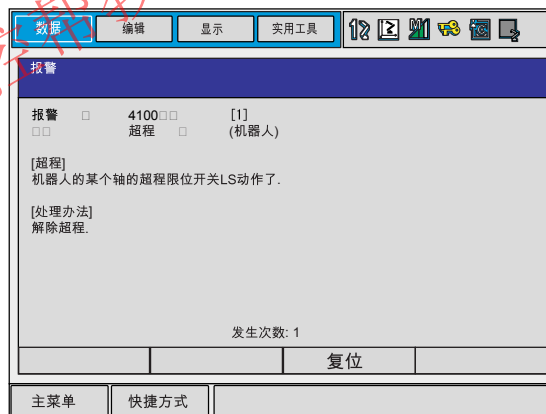 数据 编辑 显示 实用工具
报警
报警 □ 4100□□ [1]
□□ 超程 □ (机器人)
[超程]
机器人的某个轴的超程限位开关LS动作了.
[处理办法]
解除超程.
发生次数: 1
复位
主菜单 快捷方式